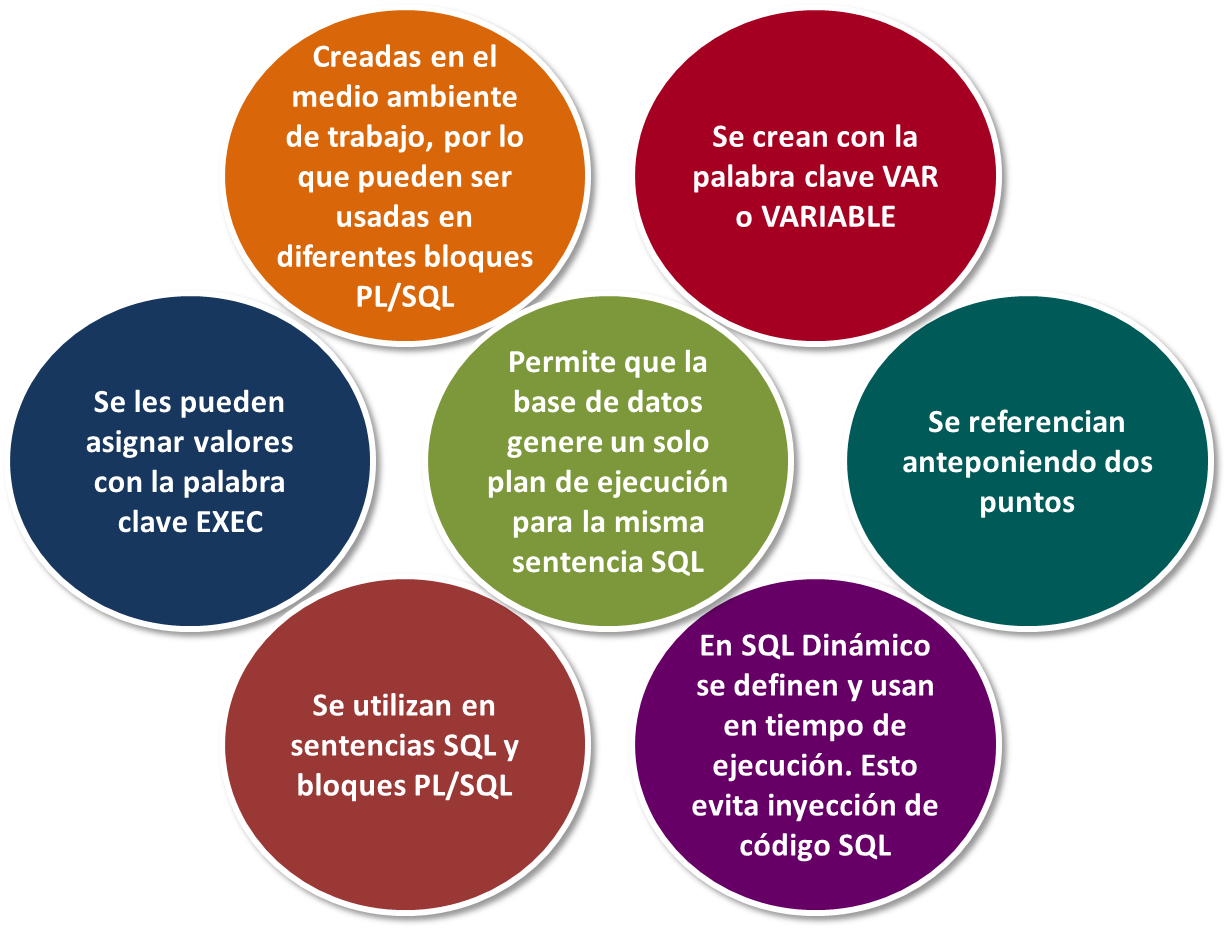 Creadas en el
medio ambiente
de trabajo, por lo
que pueden ser
usadas en
diferentes bloques
PL/SQL
Se crean con la
palabra clave VAR
o VARIABLE
Se les pueden
asignar valores
con la palabra
clave EXEC
Permite que la
base de datos
genere un solo
plan de ejecución
para la misma
sentencia SQL
Se referencian
anteponiendo dos
puntos
Se utilizan en
sentencias SQL y
bloques PL/SQL
En SQL Dinámico
se definen y usan
en tiempo de
ejecución. Esto
evita inyección de
código SQL